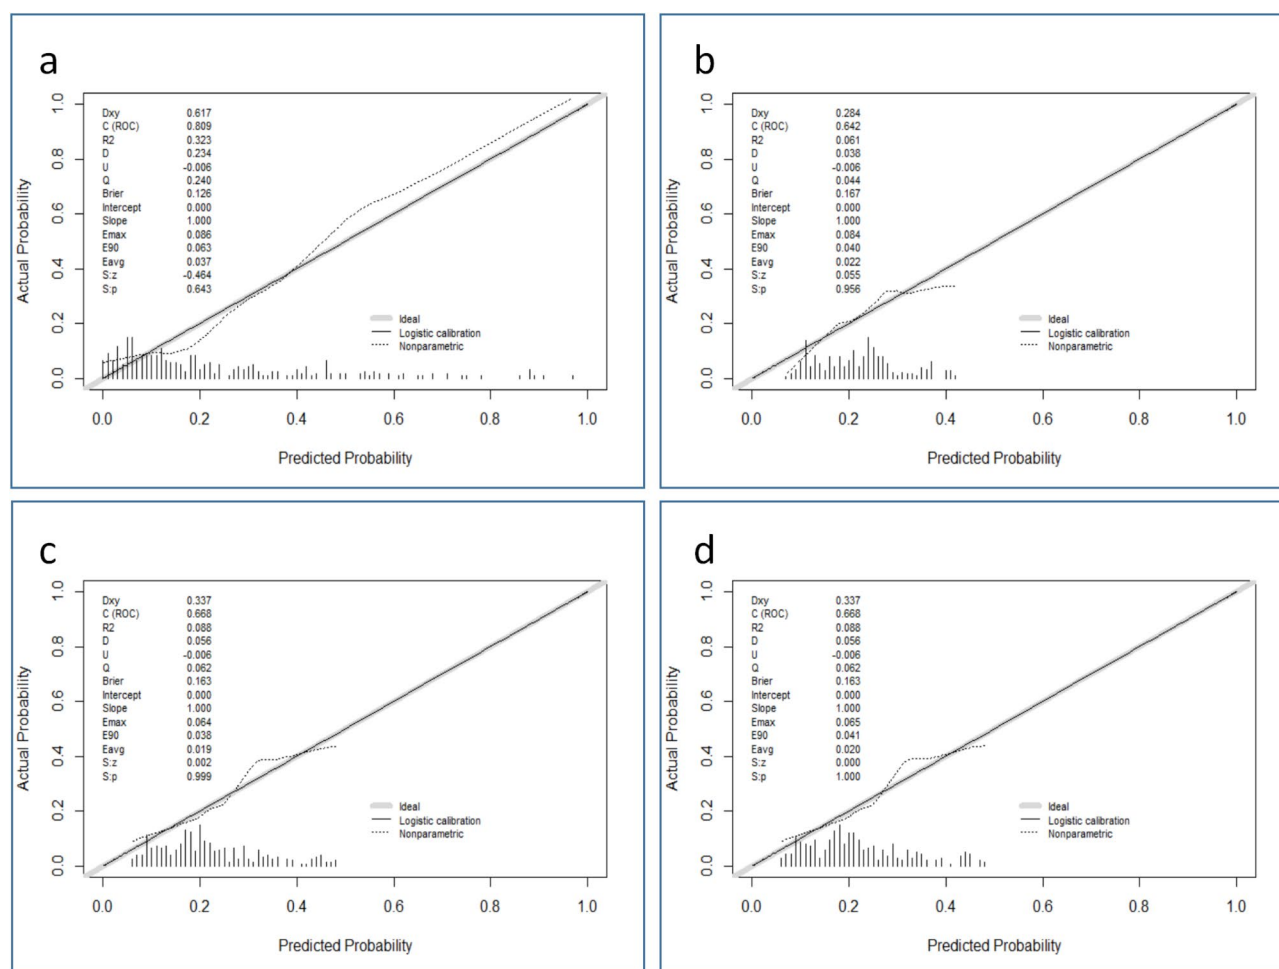 a
Actual Probability
1.0
0.8
0.6
0.4
0.2
0.0
Dxy 0.617
C (ROC) 0.809
R2 0.323
D 0.234
U -0.006
Q 0.240
Brier 0.126
Intercept 0.000
Slope 1.000
Emax 0.086
E90 0.063
Eavg 0.037
S:z -0.464
S:p 0.643
Ideal
Logistic calibration
Nonparametric
0.0 0.2 0.4 0.6 0.8 1.0
Predicted Probability
b
Actual Probability
1.0
0.8
0.6
0.4
0.2
0.0
Dxy 0.284
C (ROC) 0.642
R2 0.061
D 0.038
U -0.006
Q 0.044
Brier 0.167
Intercept 0.000
Slope 1.000
Emax 0.084
E90 0.040
Eavg 0.022
S:z 0.055
S:p 0.956
Ideal
Logistic calibration
Nonparametric
0.0 0.2 0.4 0.6 0.8 1.0
Predicted Probability
c
Actual Probability
1.0
0.8
0.6
0.4
0.2
0.0
Dxy 0.337
C (ROC) 0.668
R2 0.088
D 0.056
U -0.006
Q 0.062
Brier 0.163
Intercept 0.000
Slope 1.000
Emax 0.064
E90 0.038
Eavg 0.019
S:z 0.002
S:p 0.999
Ideal
Logistic calibration
Nonparametric
0.0 0.2 0.4 0.6 0.8 1.0
Predicted Probability
d
Actual Probability
1.0
0.8
0.6
0.4
0.2
0.0
Dxy 0.337
C (ROC) 0.668
R2 0.088
D 0.056
U -0.006
Q 0.062
Brier 0.163
Intercept 0.000
Slope 1.000
Emax 0.065
E90 0.041
Eavg 0.020
S:z 0.000
S:p 1.000
Ideal
Logistic calibration
Nonparametric
0.0 0.2 0.4 0.6 0.8 1.0
Predicted Probability